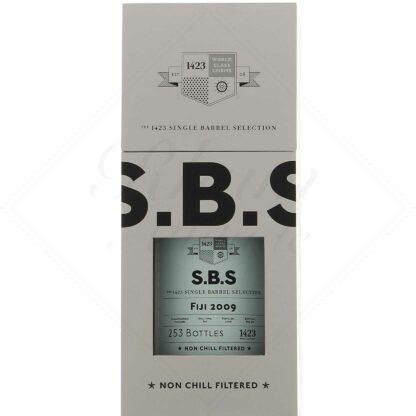 1423
WORLD
CLASS
SPIRITS
THE 1423 SINGLE BARREL SELECTION
S.B.S
1423
S.B.S
THE 1423 SINGLE BARREL SELECTION
FIJI 2009
253 BOTTLES 1423
★ NON CHILL FILTERED ★
★ NON CHILL FILTERED ★